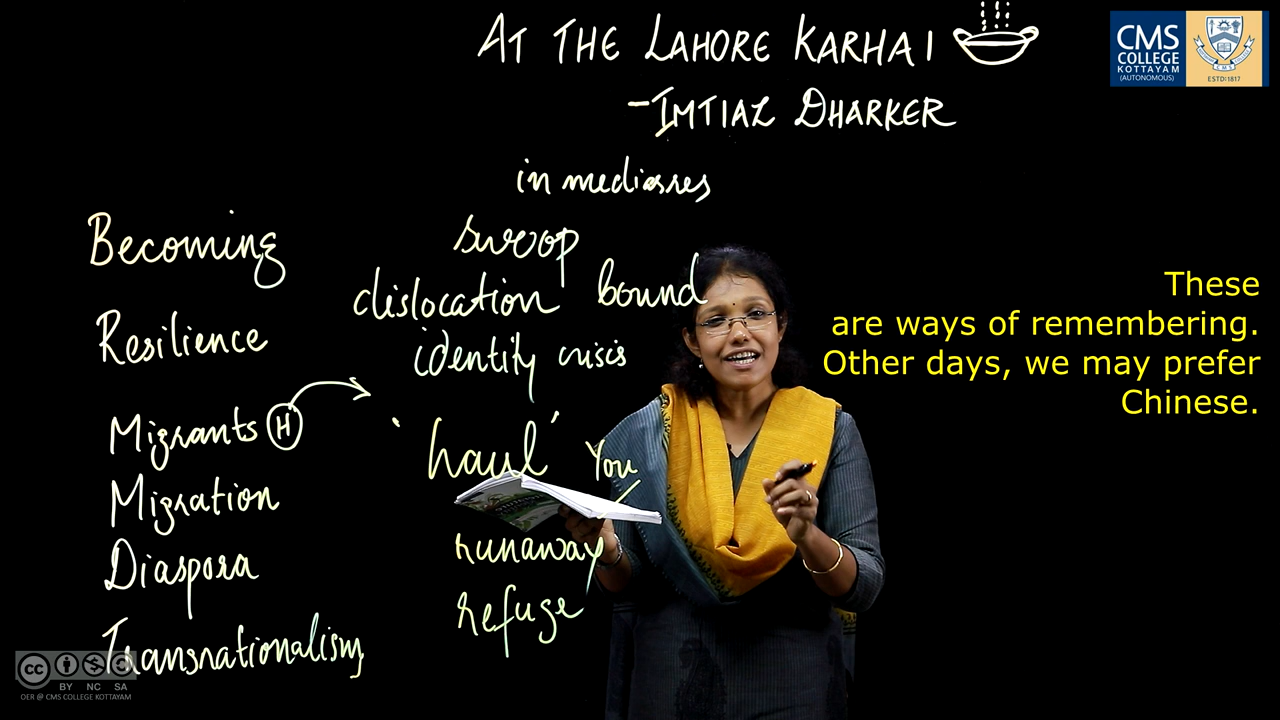 AT THE LAHORE KARHAI
- IMTIAZ DHARKER
CMS
COLLEGE
KOTTAYAM
(AUTONOMOUS)
ESTD:1817
in mediasres
Becoming
swoop
dislocation bound
Resilience
identity crisis
Migrants H
'haul' You
Migration
runaway
Diaspora
refuge
Transnationalism
These
are ways of remembering.
Other days, we may prefer
Chinese.
cc
BY NC SA
OER @ CMS COLLEGE KOTTAYAM